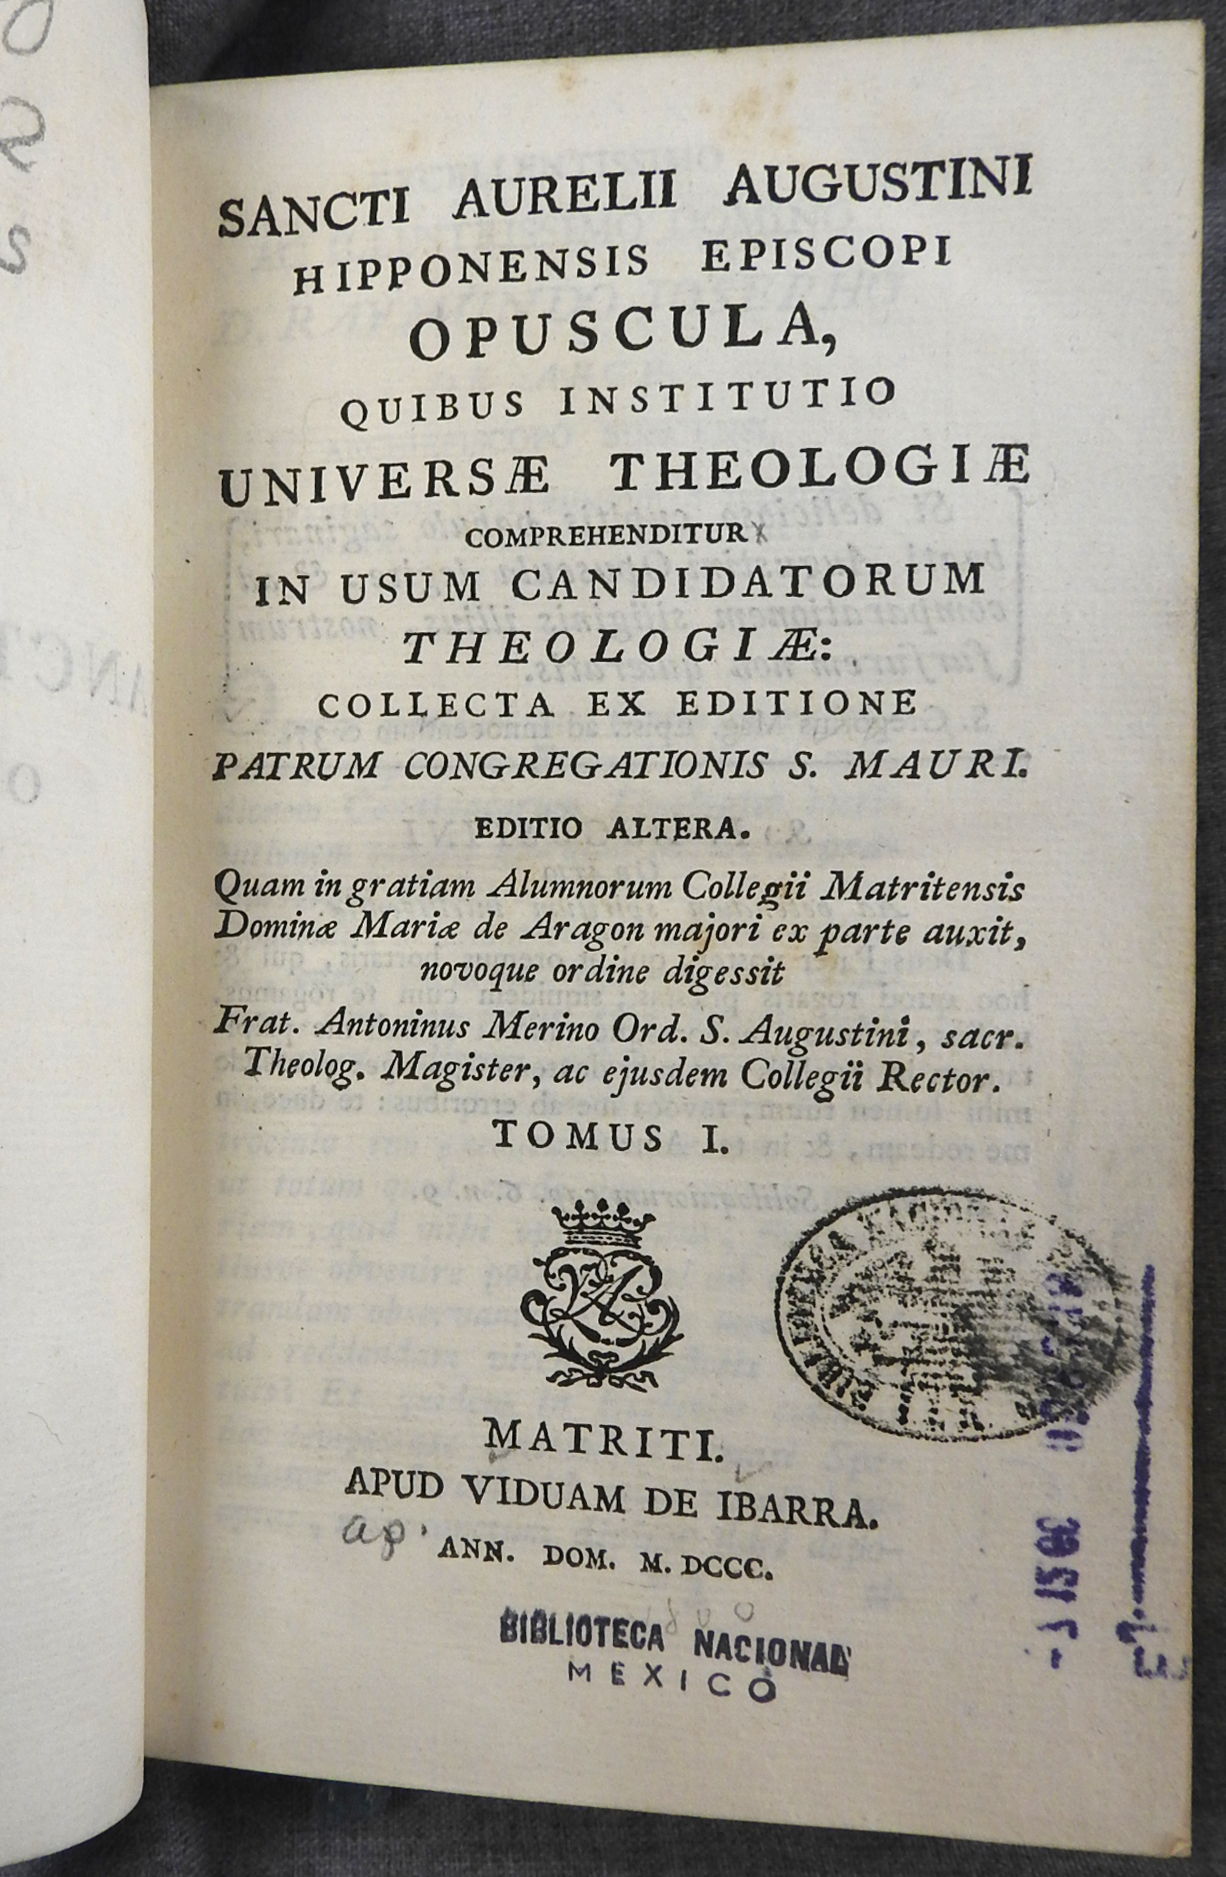 SANCTI AURELII AUGUSTINI
HIPPONENSIS EPISCOPI
OPUSCULA,
QUIBUS INSTITUTIO
UNIVERSÆ THEOLOGIÆ
COMPREHENDITUR
IN USUM CANDIDATORUM
THEOLOGIÆ:
COLLECTA EX EDITIONE
PATRUM CONGREGATIONIS S. MAURI.
EDITIO ALTERA.
Quam in gratiam Alumnorum Collegii Matritensis
Dominæ Mariæ de Aragon majori ex parte auxit,
novoque ordine digessit
Frat. Antoninus Merino Ord. S. Augustini, sacr.
Theolog. Magister, ac ejusdem Collegii Rector.
TOMUS I.
MATRITI.
APUD VIDUAM DE IBARRA.
ap.
ANN. DOM. M. DCCC.
BIBLIOTECA NACIONAL
MEXICO